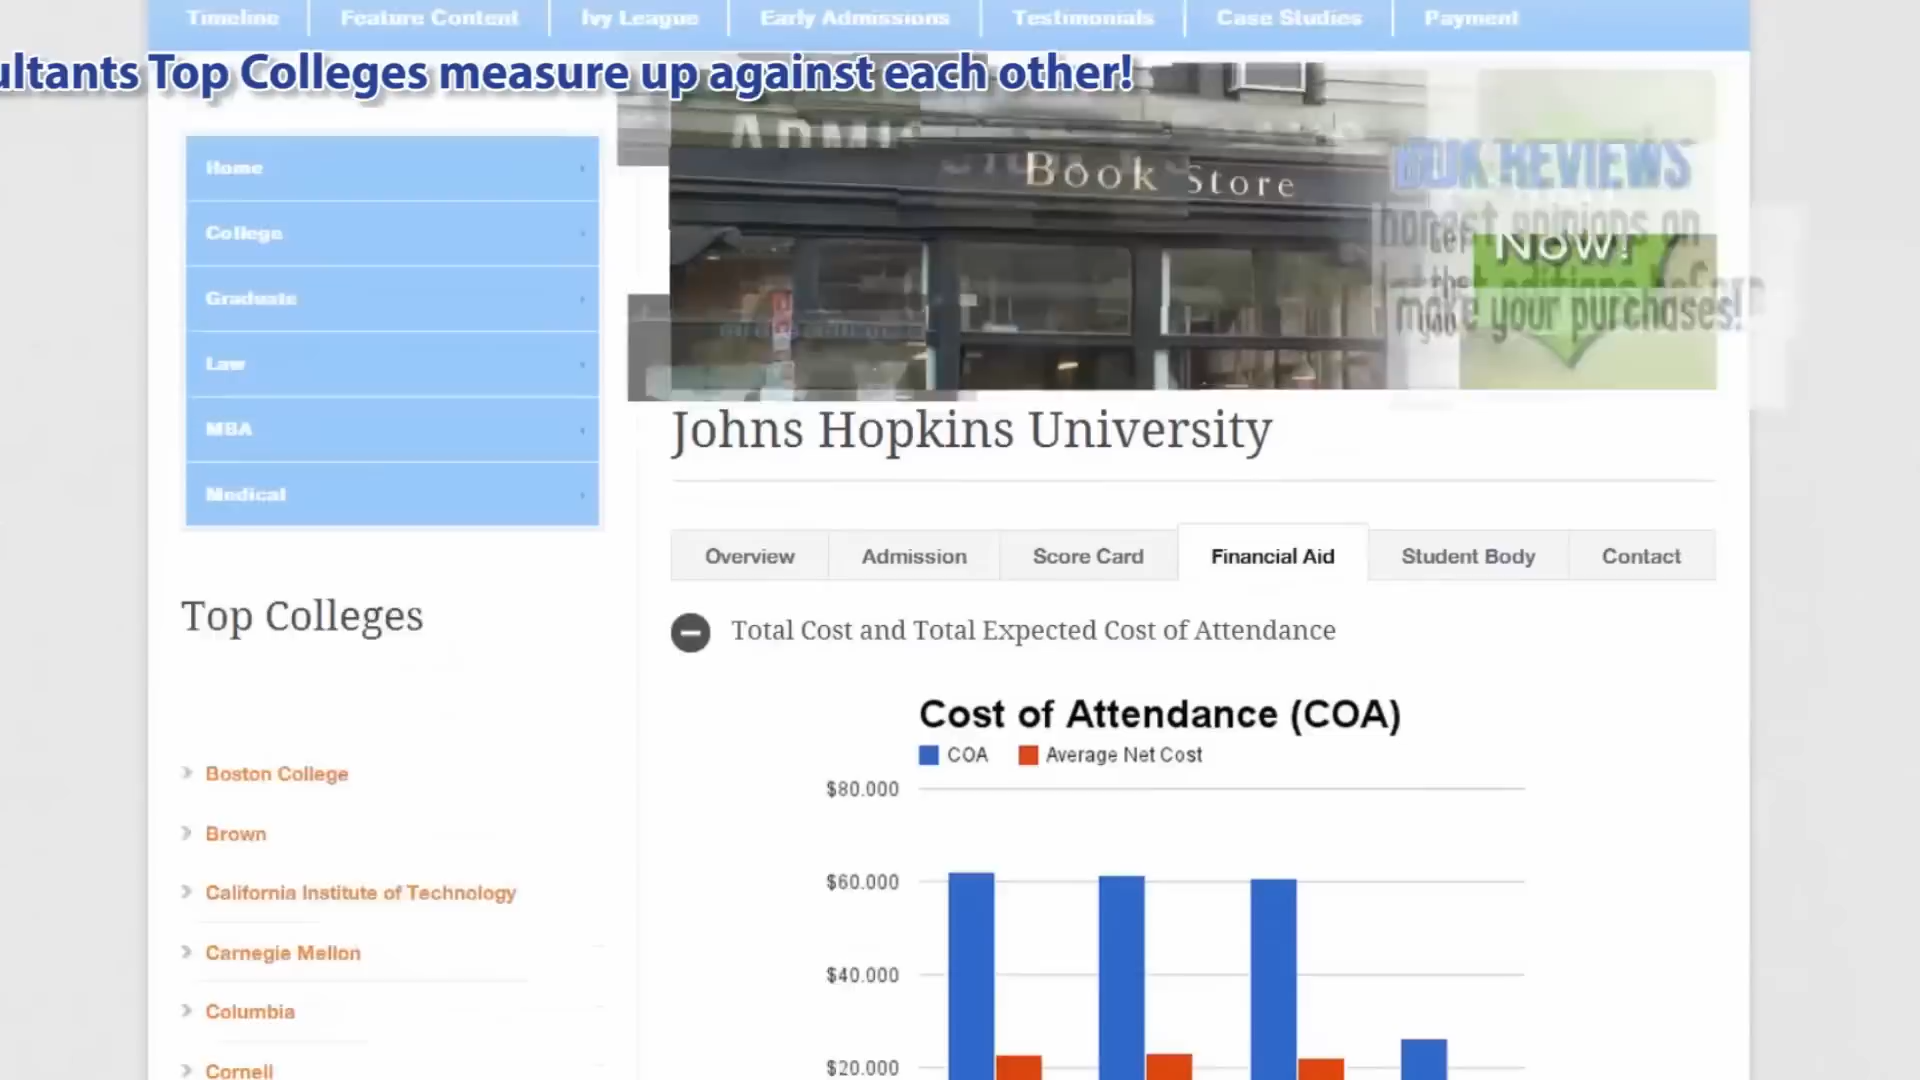 Timeline
Feature Content
Ivy League
Early Admissions
Testimonials
Case Studies
Payment
ultants Top Colleges measure up against each other!
Home
College
Graduate
Law
MBA
Medical
Book Store
REVIEWS
honest opinions on
Now!
make your purchases!
Johns Hopkins University
Overview
Admission
Score Card
Financial Aid
Student Body
Contact
Total Cost and Total Expected Cost of Attendance
Top Colleges
Boston College
Brown
California Institute of Technology
Carnegie Mellon
Columbia
Cornell
Cost of Attendance (COA)
COA
Average Net Cost
$80.000
$60.000
$40.000
$20.000